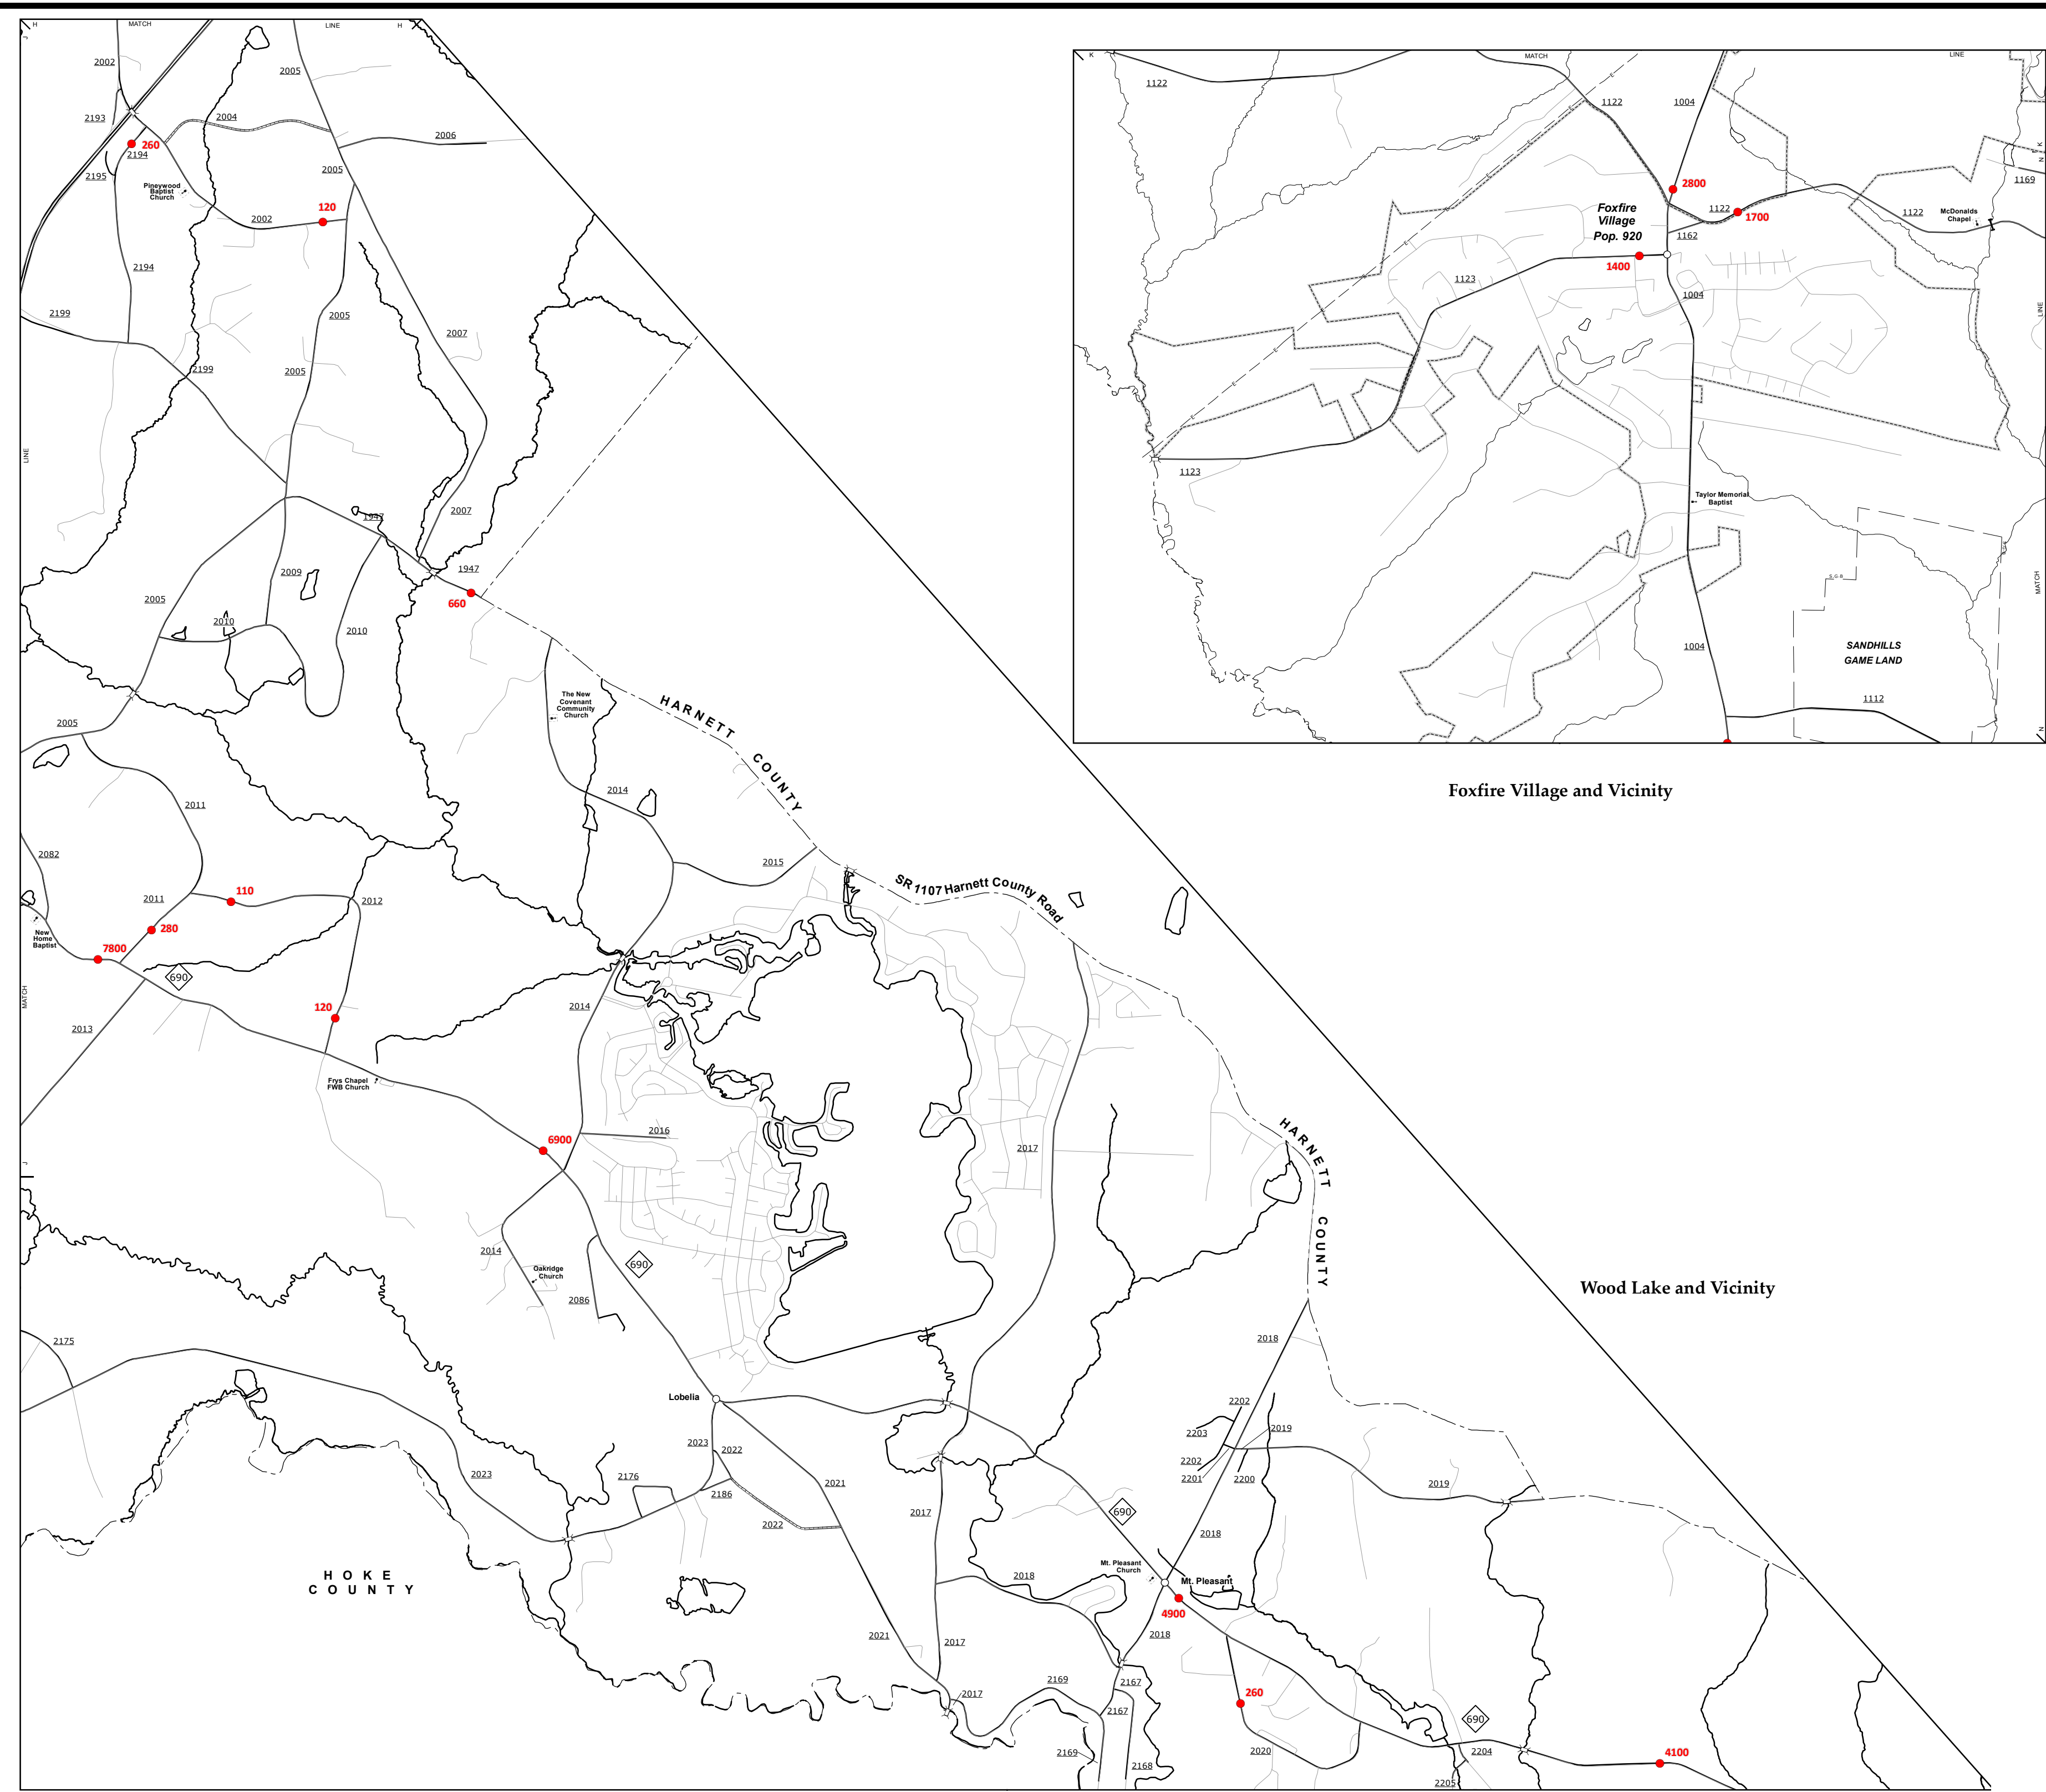 H
MATCH
LINE
H
J
2002
2005
2193
2004
2006
260
2194
2195
2005
Pineywood
Baptist
Church
120
2002
2194
2199
2005
2007
2199
2005
LINE
1947
2007
2009
1947
660
2005
2010
2010
HARNETT COUNTY
The New
Covenant
Community
Church
2005
2014
2011
2082
2015
110
2011
2012
SR 1107 Harnett County Road
New
Home
Baptist
280
7800
690
MATCH
2013
120
2014
Frys Chapel
FWB Church
6900
2016
2017
HARNETT COUNTY
J
2014
690
Oakridge
Church
2086
2175
2018
Lobelia
2202
2203
2019
2023
2022
2202
2201
2200
2023
2176
2186
2021
2019
2022
2017
690
2018
HOKE
COUNTY
Mt. Pleasant
Church
2018
Mt. Pleasant
4900
2021
2017
2018
2169
2167
2017
2167
260
690
2169
2168
2020
2204
2205
4100
K
MATCH
LINE
1122
1122
1004
K
N
1169
2800
Foxfire
Village
Pop. 920
1122
1700
1122
McDonalds
Chapel
1162
1400
1123
1004
LINE
1123
Taylor Memorial
Baptist
S.G.B.
MATCH
1004
SANDHILLS
GAME LAND
1112
N
Foxfire Village and Vicinity
Wood Lake and Vicinity